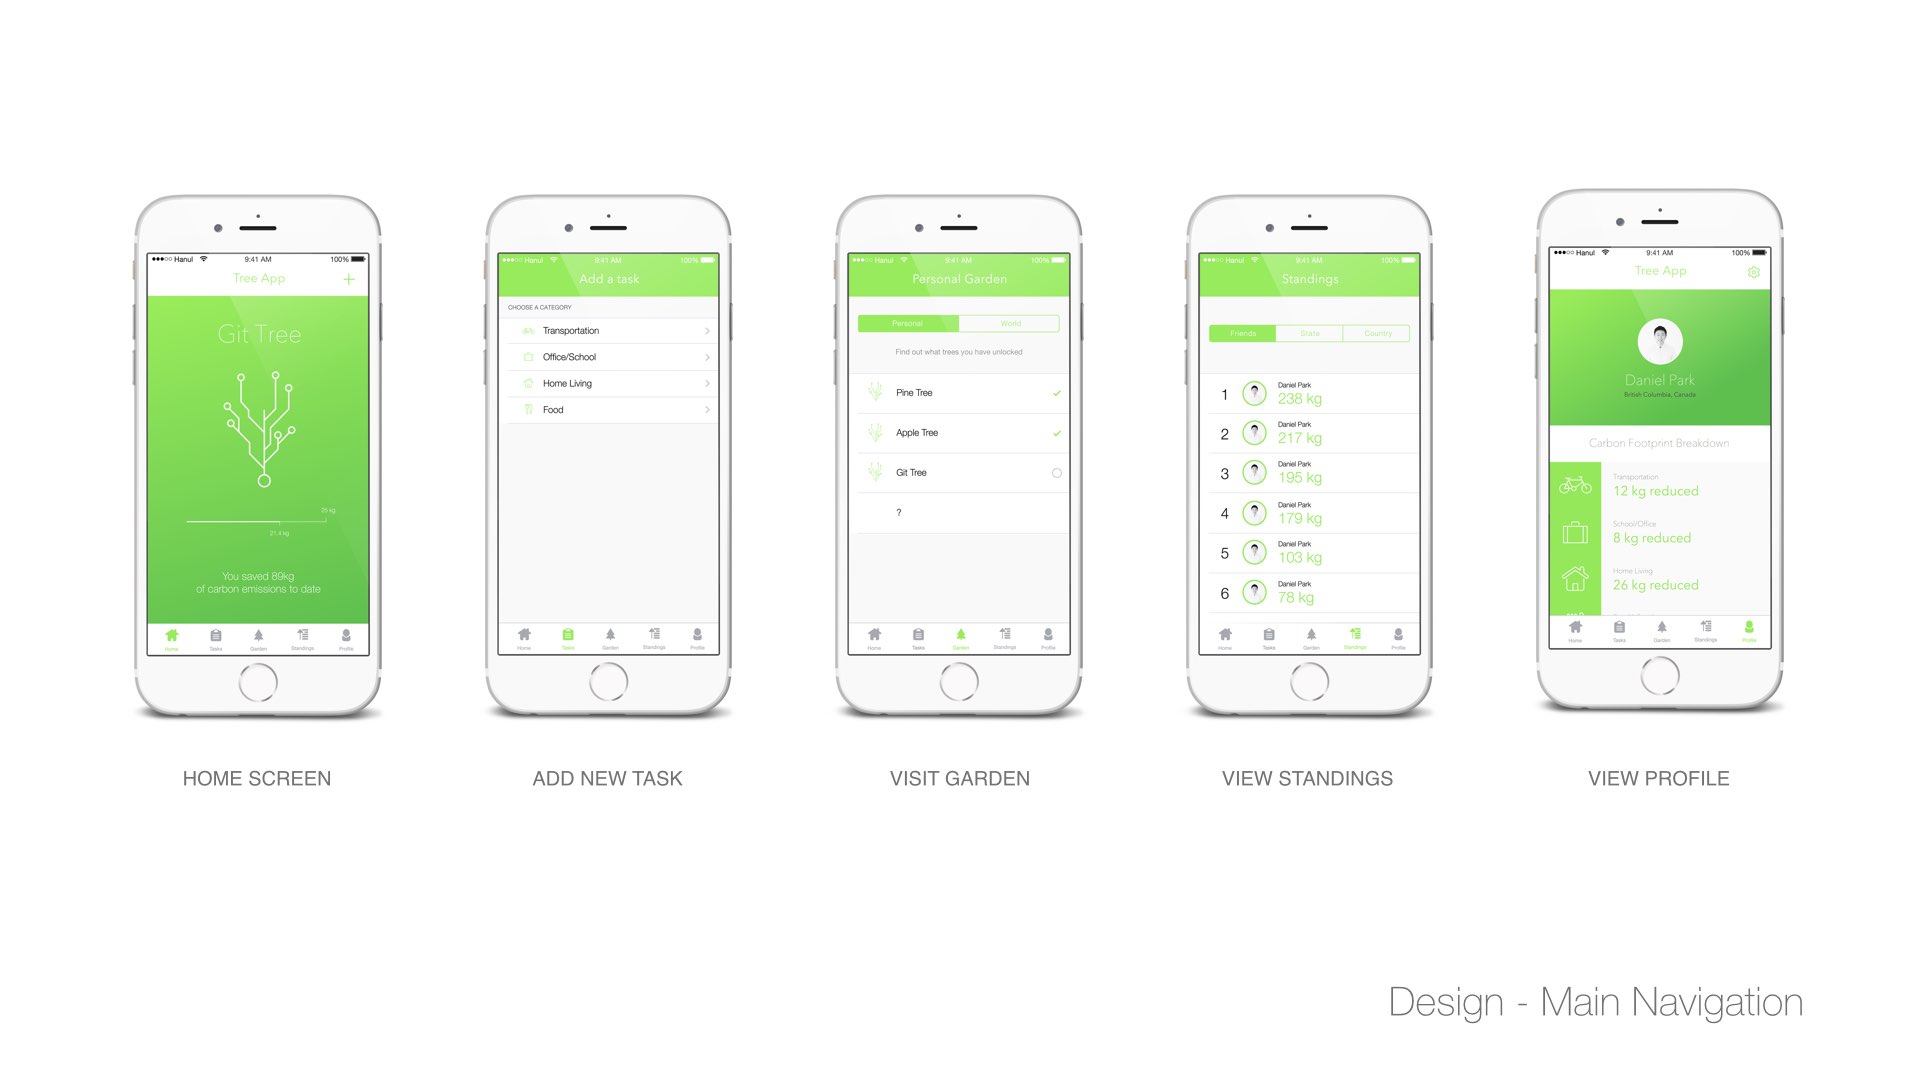 Hanul 9:41 AM 100%
Tree App
+
Git Tree
25 kg
21.4 kg
You saved 89kg
of carbon emissions to date
Home Tasks Garden Standings Profile
HOME SCREEN
Hanul 9:41 AM 100%
Add a task
CHOOSE A CATEGORY
Transportation
Office/School
Home Living
Food
Home Tasks Garden Standings Profile
ADD NEW TASK
Hanul 9:41 AM 100%
Personal Garden
Personal World
Find out what trees you have unlocked
Pine Tree
Apple Tree
Git Tree
?
Home Tasks Garden Standings Profile
VISIT GARDEN
Hanul 9:41 AM 100%
Standings
Friends State Country
Daniel Park
1 238 kg
Daniel Park
2 217 kg
Daniel Park
3 195 kg
Daniel Park
4 179 kg
Daniel Park
5 103 kg
Daniel Park
6 78 kg
Home Tasks Garden Standings Profile
VIEW STANDINGS
Hanul 9:41 AM 100%
Tree App
Daniel Park
British Columbia, Canada
Carbon Footprint Breakdown
Transportation
12 kg reduced
School/Office
8 kg reduced
Home Living
26 kg reduced
Home Tasks Garden Standings Profile
VIEW PROFILE
Design - Main Navigation